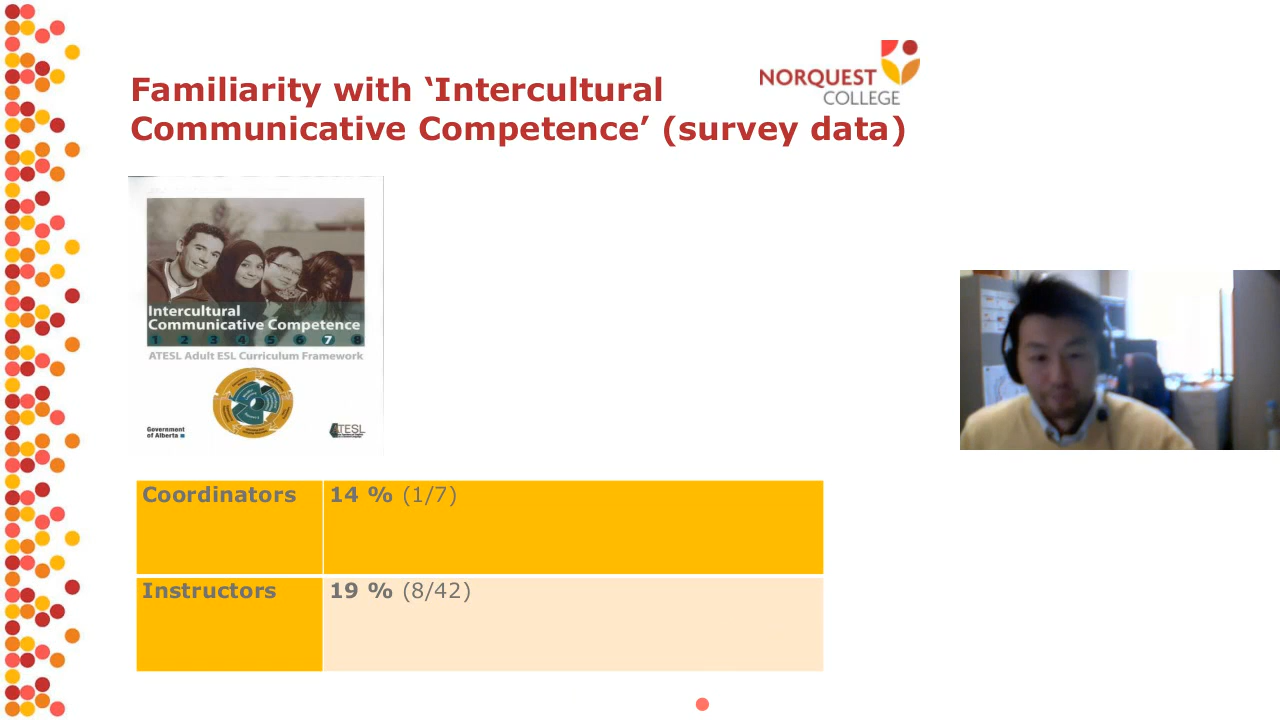 Familiarity with ‘Intercultural
Communicative Competence’ (survey data)
NORQUEST
COLLEGE
Intercultural
Communicative Competence
1 2 3 4 5 6 7 8
ATESL Adult ESL Curriculum Framework
Government
of Alberta
ATESL
Coordinators 14 % (1/7)
Instructors 19 % (8/42)